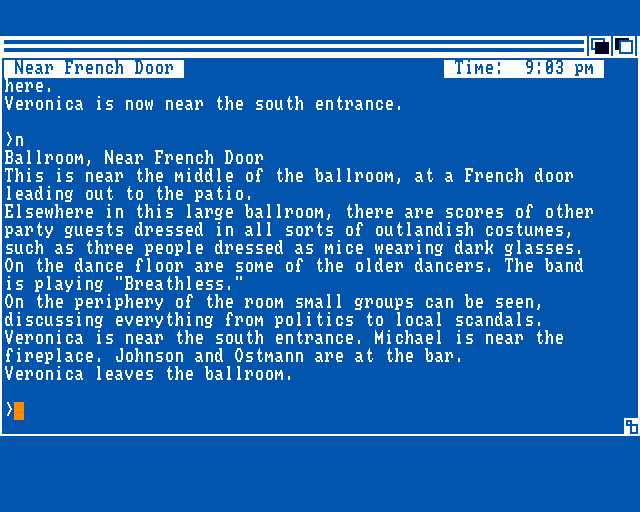 Near French Door Time: 9:03 pm
here.
Veronica is now near the south entrance.
>n
Ballroom, Near French Door
This is near the middle of the ballroom, at a French door
leading out to the patio.
Elsewhere in this large ballroom, there are scores of other
party guests dressed in all sorts of outlandish costumes,
such as three people dressed as mice wearing dark glasses.
On the dance floor are some of the older dancers. The band
is playing "Breathless."
On the periphery of the room small groups can be seen,
discussing everything from politics to local scandals.
Veronica is near the south entrance. Michael is near the
fireplace. Johnson and Ostmann are at the bar.
Veronica leaves the ballroom.
>